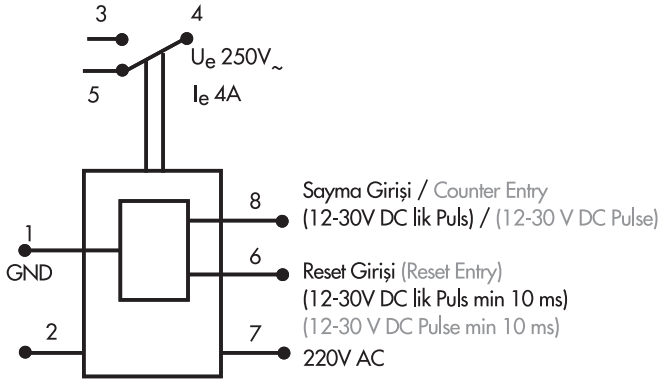 3
4
Ue 250V~
5
Ie 4A
8
Sayma Girişi / Counter Entry
(12-30V DC lik Puls) / (12-30 V DC Pulse)
1
GND
6
Reset Girişi (Reset Entry)
(12-30V DC lik Puls min 10 ms)
(12-30 V DC Pulse min 10 ms)
2
7
220V AC